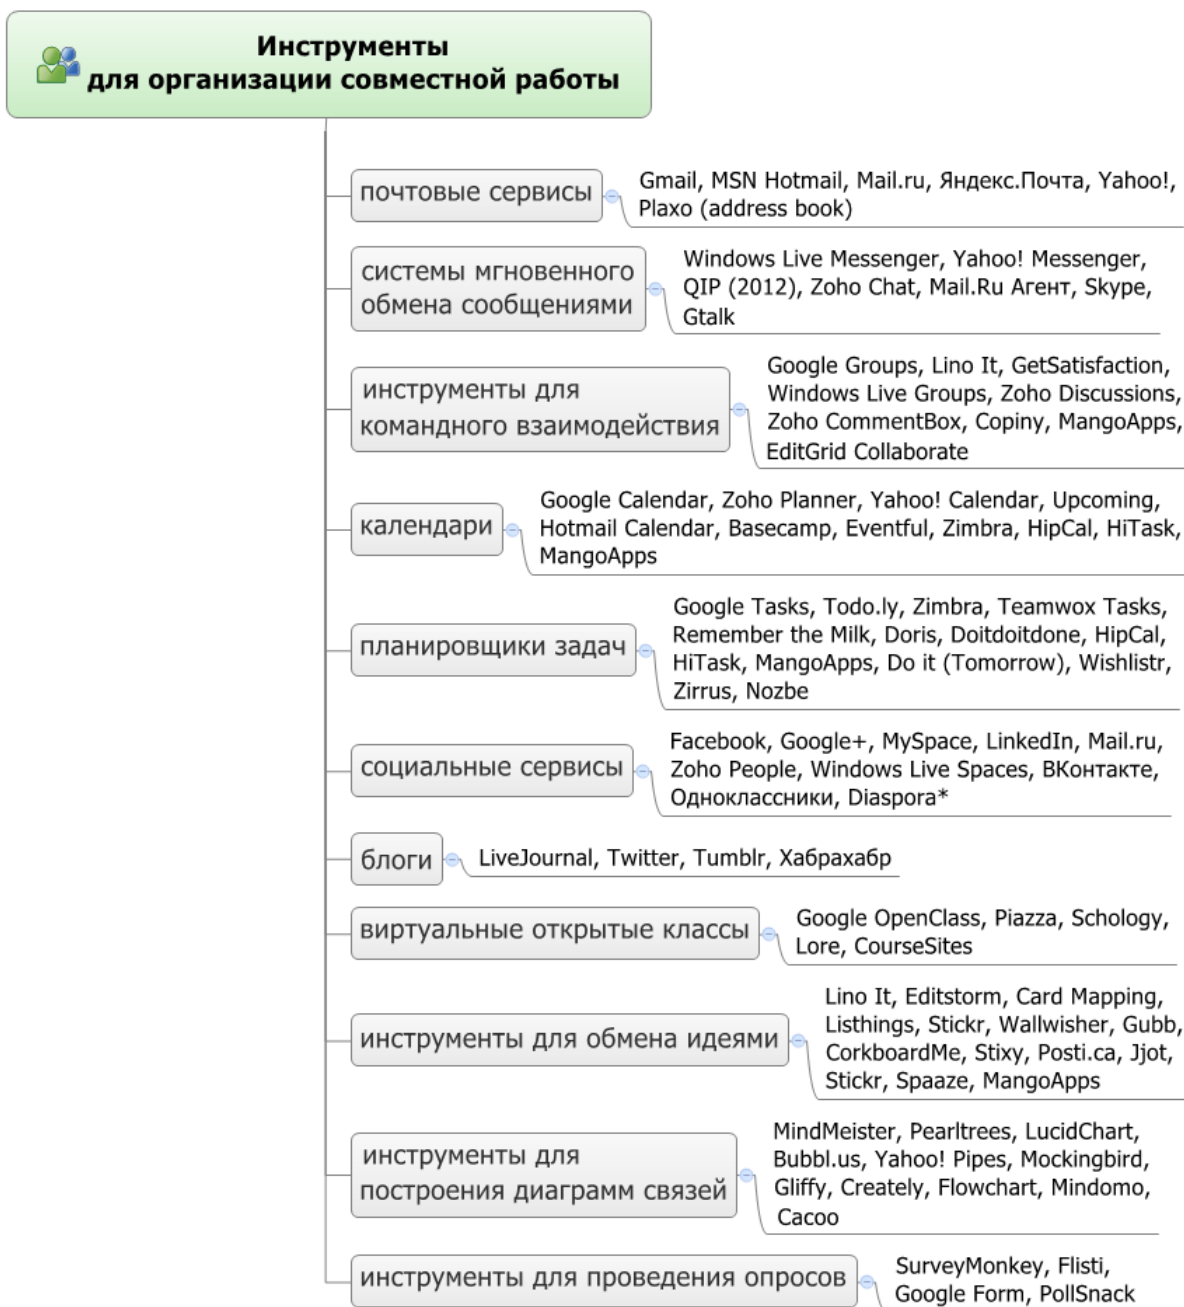 Инструменты
для организации совместной работы
почтовые сервисы
Gmail, MSN Hotmail, Mail.ru, Яндекс.Почта, Yahoo!,
Plaxo (address book)
системы мгновенного
обмена сообщениями
Windows Live Messenger, Yahoo! Messenger,
QIP (2012), Zoho Chat, Mail.Ru Агент, Skype,
Gtalk
инструменты для
командного взаимодействия
Google Groups, Lino It, GetSatisfaction,
Windows Live Groups, Zoho Discussions,
Zoho CommentBox, Copiny, MangoApps,
EditGrid Collaborate
календари
Google Calendar, Zoho Planner, Yahoo! Calendar, Upcoming,
Hotmail Calendar, Basecamp, Eventful, Zimbra, HipCal, HiTask,
MangoApps
планировщики задач
Google Tasks, Todo.ly, Zimbra, Teamwox Tasks,
Remember the Milk, Doris, Doitdoitdone, HipCal,
HiTask, MangoApps, Do it (Tomorrow), Wishlistr,
Zirrus, Nozbe
социальные сервисы
Facebook, Google+, MySpace, LinkedIn, Mail.ru,
Zoho People, Windows Live Spaces, ВКонтакте,
Одноклассники, Diaspora*
блоги
LiveJournal, Twitter, Tumblr, Хабрахабр
виртуальные открытые классы
Google OpenClass, Piazza, Schology,
Lore, CourseSites
инструменты для обмена идеями
Lino It, Editstorm, Card Mapping,
Listhings, Stickr, Wallwisher, Gubb,
CorkboardMe, Stixy, Posti.ca, Jjot,
Stickr, Spaaze, MangoApps
инструменты для
построения диаграмм связей
MindMeister, Pearltrees, LucidChart,
Bubbl.us, Yahoo! Pipes, Mockingbird,
Gliffy, Creately, Flowchart, Mindomo,
Cacoo
инструменты для проведения опросов
SurveyMonkey, Flisti,
Google Form, PollSnack